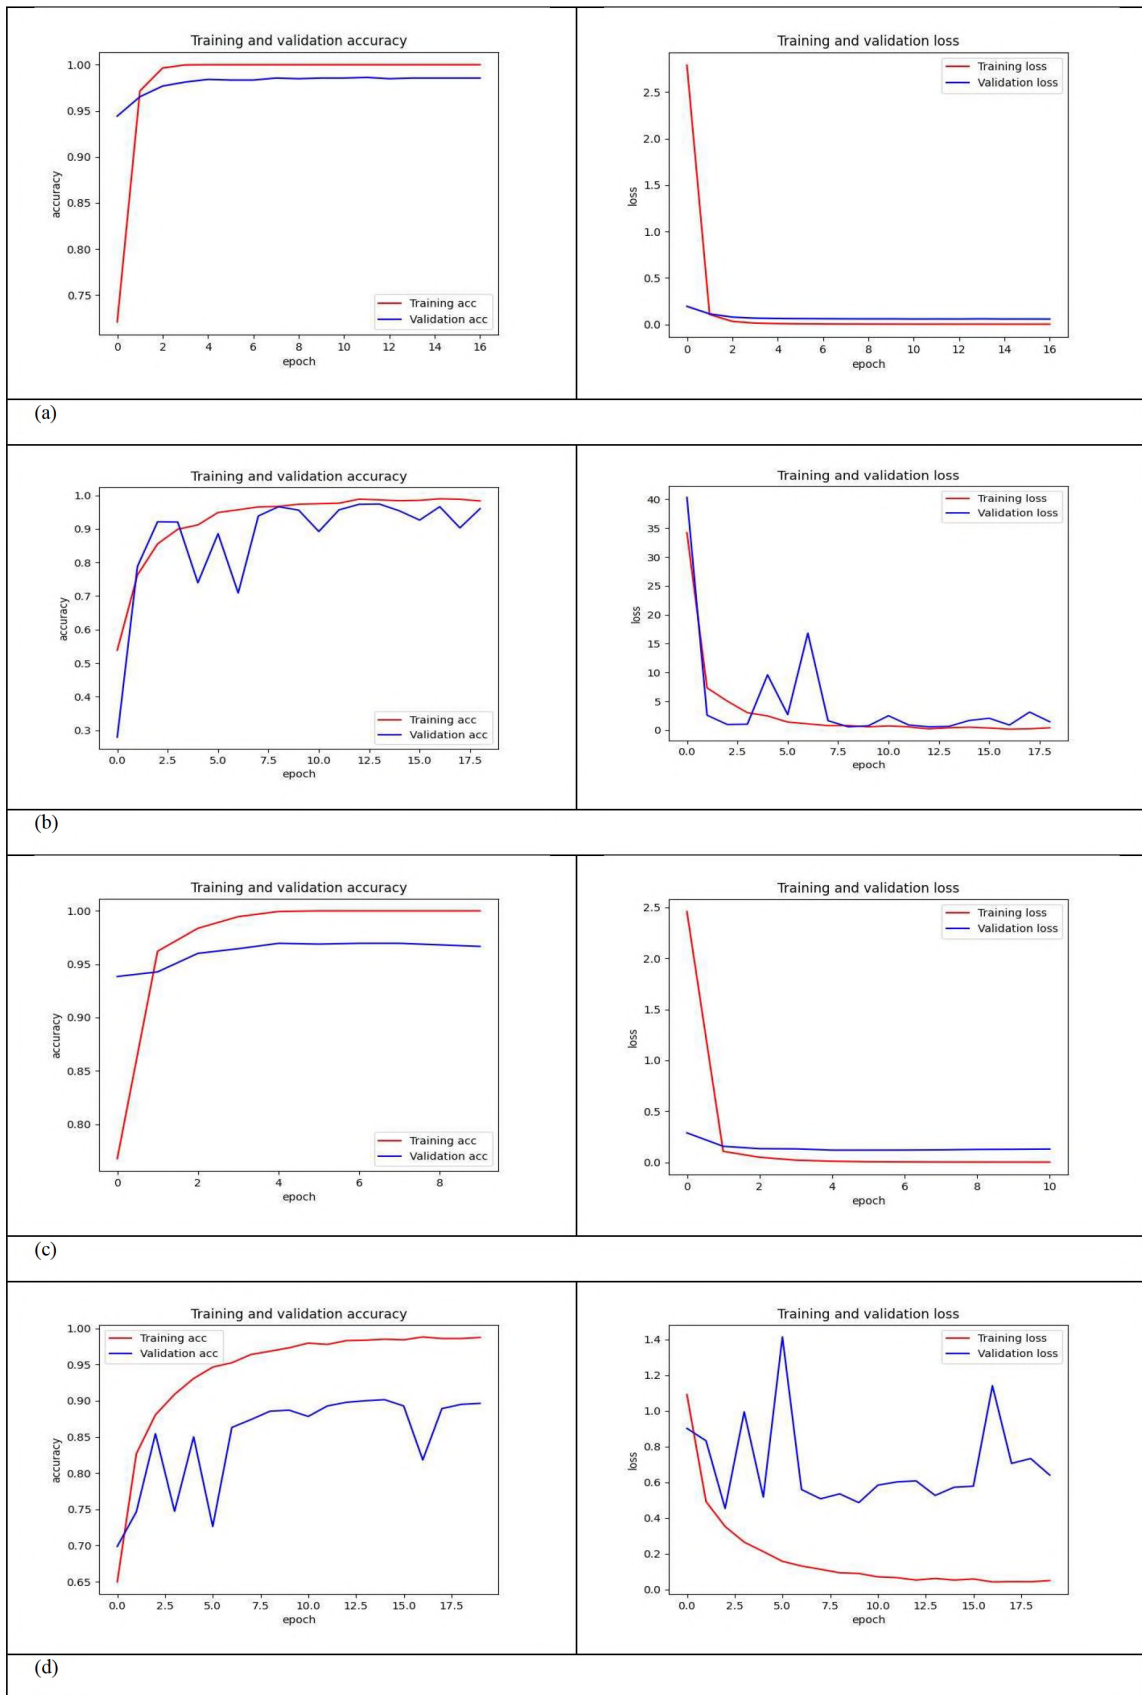 Training and validation accuracy
1.00
0.95
0.90
0.85
0.80
0.75
accuracy
Training acc
Validation acc
0 2 4 6 8 10 12 14 16
epoch
Training and validation loss
2.5
2.0
1.5
1.0
0.5
0.0
loss
Training loss
Validation loss
0 2 4 6 8 10 12 14 16
epoch
(a)
Training and validation accuracy
1.0
0.9
0.8
0.7
0.6
0.5
0.4
0.3
accuracy
Training acc
Validation acc
0.0 2.5 5.0 7.5 10.0 12.5 15.0 17.5
epoch
Training and validation loss
40
35
30
25
20
15
10
5
0
loss
Training loss
Validation loss
0.0 2.5 5.0 7.5 10.0 12.5 15.0 17.5
epoch
(b)
Training and validation accuracy
1.00
0.95
0.90
0.85
0.80
accuracy
Training acc
Validation acc
0 2 4 6 8
epoch
Training and validation loss
2.5
2.0
1.5
1.0
0.5
0.0
loss
Training loss
Validation loss
0 2 4 6 8 10
epoch
(c)
Training and validation accuracy
1.00
0.95
0.90
0.85
0.80
0.75
0.70
0.65
accuracy
Training acc
Validation acc
0.0 2.5 5.0 7.5 10.0 12.5 15.0 17.5
epoch
Training and validation loss
1.4
1.2
1.0
0.8
0.6
0.4
0.2
0.0
loss
Training loss
Validation loss
0.0 2.5 5.0 7.5 10.0 12.5 15.0 17.5
epoch
(d)